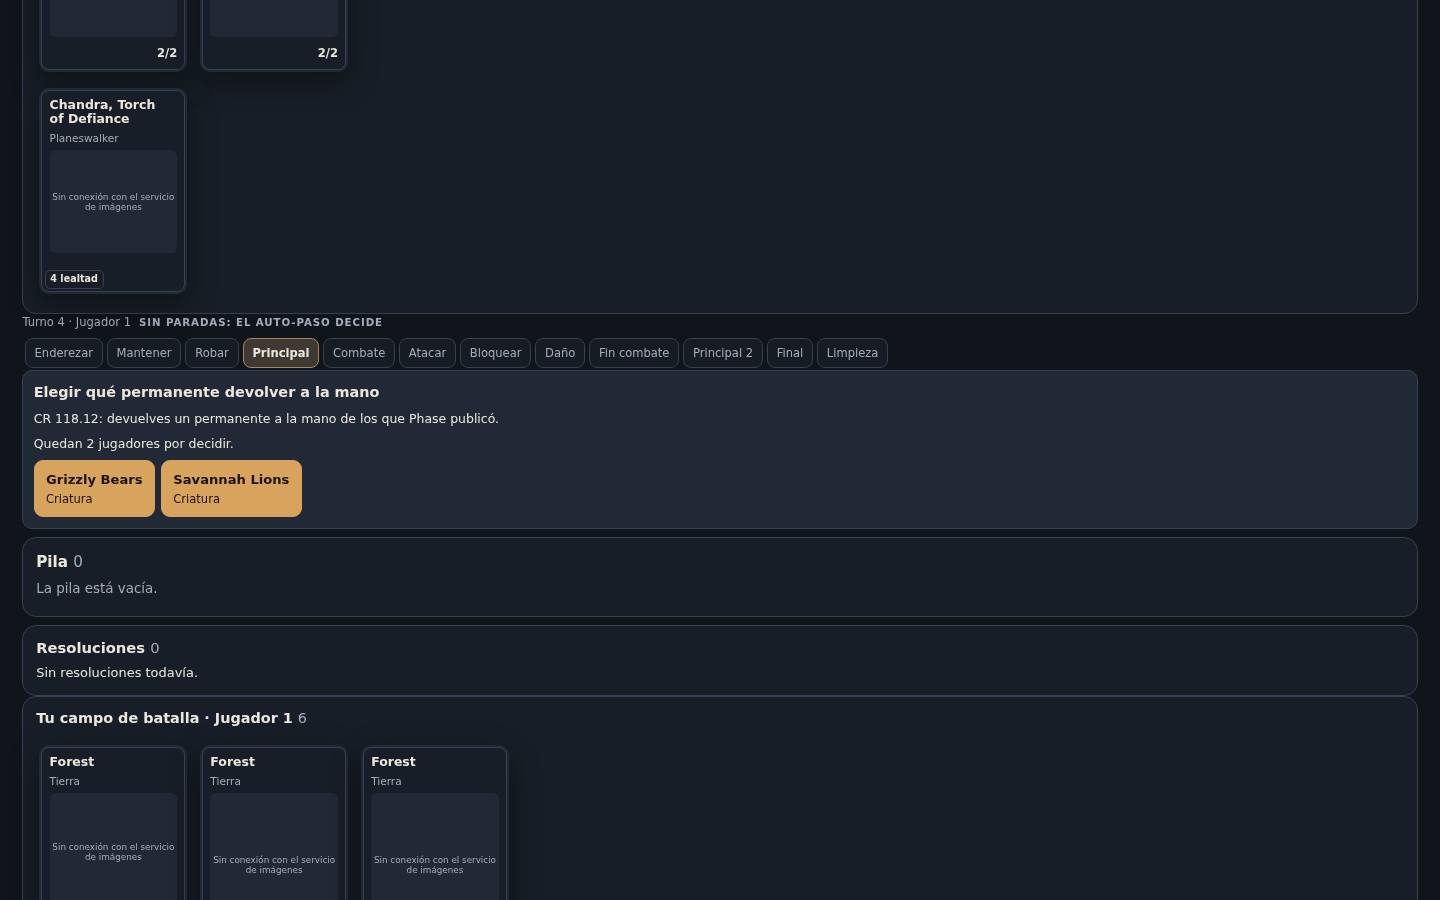 2/2
2/2
Chandra, Torch
of Defiance
Planeswalker
Sin conexión con el servicio
de imágenes
4 lealtad
Turno 4 · Jugador 1 SIN PARADAS: EL AUTO-PASO DECIDE
Enderezar Mantener Robar Principal Combate Atacar Bloquear Daño Fin combate Principal 2 Final Limpieza
Elegir qué permanente devolver a la mano
CR 118.12: devuelves un permanente a la mano de los que Phase publicó.
Quedan 2 jugadores por decidir.
Grizzly Bears Savannah Lions
Criatura Criatura
Pila 0
La pila está vacía.
Resoluciones 0
Sin resoluciones todavía.
Tu campo de batalla · Jugador 1 6
Forest Forest Forest
Tierra Tierra Tierra
Sin conexión con el servicio
de imágenes
Sin conexión con el servicio
de imágenes
Sin conexión con el servicio
de imágenes